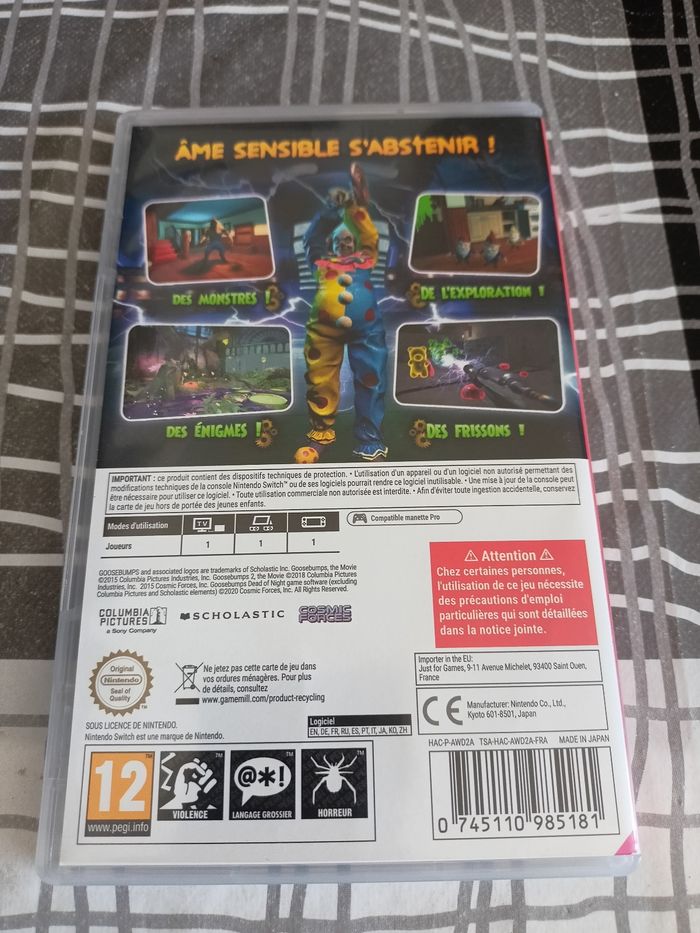 ÂME SENSIBLE S'ABSTENIR !
DES MONSTRES !
DE L'EXPLORATION !
DES ÉNIGMES !
DES FRISSONS !
IMPORTANT : ce produit contient des dispositifs techniques de protection. • L'utilisation d'un appareil ou d'un logiciel non autorisé permettant des
modifications techniques de la console Nintendo Switch™ ou de ses logiciels pourrait rendre ce logiciel inutilisable. • Une mise à jour de la console peut
être nécessaire pour utiliser ce logiciel. • Toute utilisation commerciale non autorisée est interdite. • Afin d'éviter toute ingestion accidentelle, conservez
la carte de jeu hors de portée des jeunes enfants.
Modes d'utilisation
TV
Compatible manette Pro
Joueurs
1
1
1
GOOSEBUMPS and associated logos are trademarks of Scholastic Inc. Goosebumps, the Movie
©2015 Columbia Pictures Industries, Inc. Goosebumps 2, the Movie ©2018 Columbia Pictures
Industries, Inc. 2015 Cosmic Forces, Inc. Goosebumps Dead of Night game software (excluding
Columbia Pictures and Scholastic elements) ©2020 Cosmic Forces, Inc. All Rights Reserved.
COLUMBIA
PICTURES
a Sony Company
SCHOLASTIC
COSMIC
FORCES
Attention
Chez certaines personnes,
l'utilisation de ce jeu nécessite
des précautions d'emploi
particulières qui sont détaillées
dans la notice jointe.
Original
Nintendo
Seal of
Quality
Ne jetez pas cette carte de jeu dans
vos ordures ménagères. Pour plus
de détails, consultez
www.gamemill.com/product-recycling
Importer in the EU:
Just for Games, 9-11 Avenue Michelet, 93400 Saint Ouen,
France
CE
Manufacturer: Nintendo Co., Ltd.,
Kyoto 601-8501, Japan
SOUS LICENCE DE NINTENDO.
Nintendo Switch est une marque de Nintendo.
Logiciel
EN, DE, FR, RU, ES, PT, IT, JA, KO, ZH
HAC-P-AWD2A TSA-HAC-AWD2A-FRA MADE IN JAPAN
12
www.pegi.info
VIOLENCE
@*!
LANGAGE GROSSIER
HORREUR
0 745110 985181